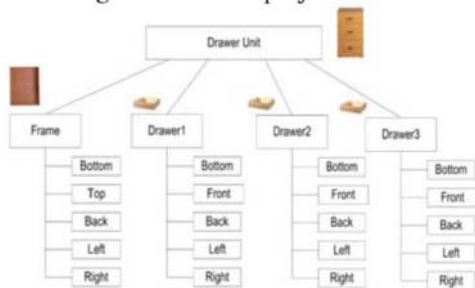 Drawer Unit
Frame
Drawer1
Drawer2
Drawer3
Bottom
Top
Back
Left
Right
Bottom
Front
Back
Left
Right
Bottom
Front
Back
Left
Right
Bottom
Front
Back
Left
Right